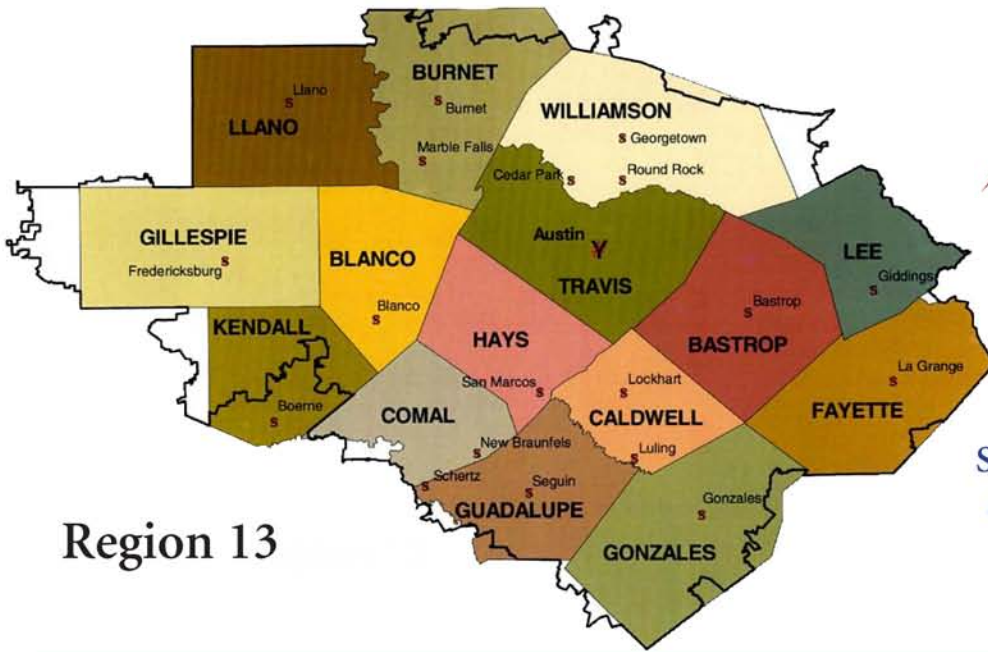 BURNET
Llano
S
S
Burnet
WILLIAMSON
LLANO
S
Georgetown
Marble Falls
S
Cedar Park
S
Round Rock
S
GILLESPIE
Fredericksburg
S
BLANCO
Austin
Y
TRAVIS
LEE
Giddings
S
Blanco
S
Bastrop
S
KENDALL
HAYS
BASTROP
La Grange
S
San Marcos
S
Lockhart
S
Boerne
S
COMAL
CALDWELL
FAYETTE
New Braunfels
S
Luling
S
S
Schertz
S
Seguin
S
Gonzales
S
GUADALUPE
Region 13
GONZALES